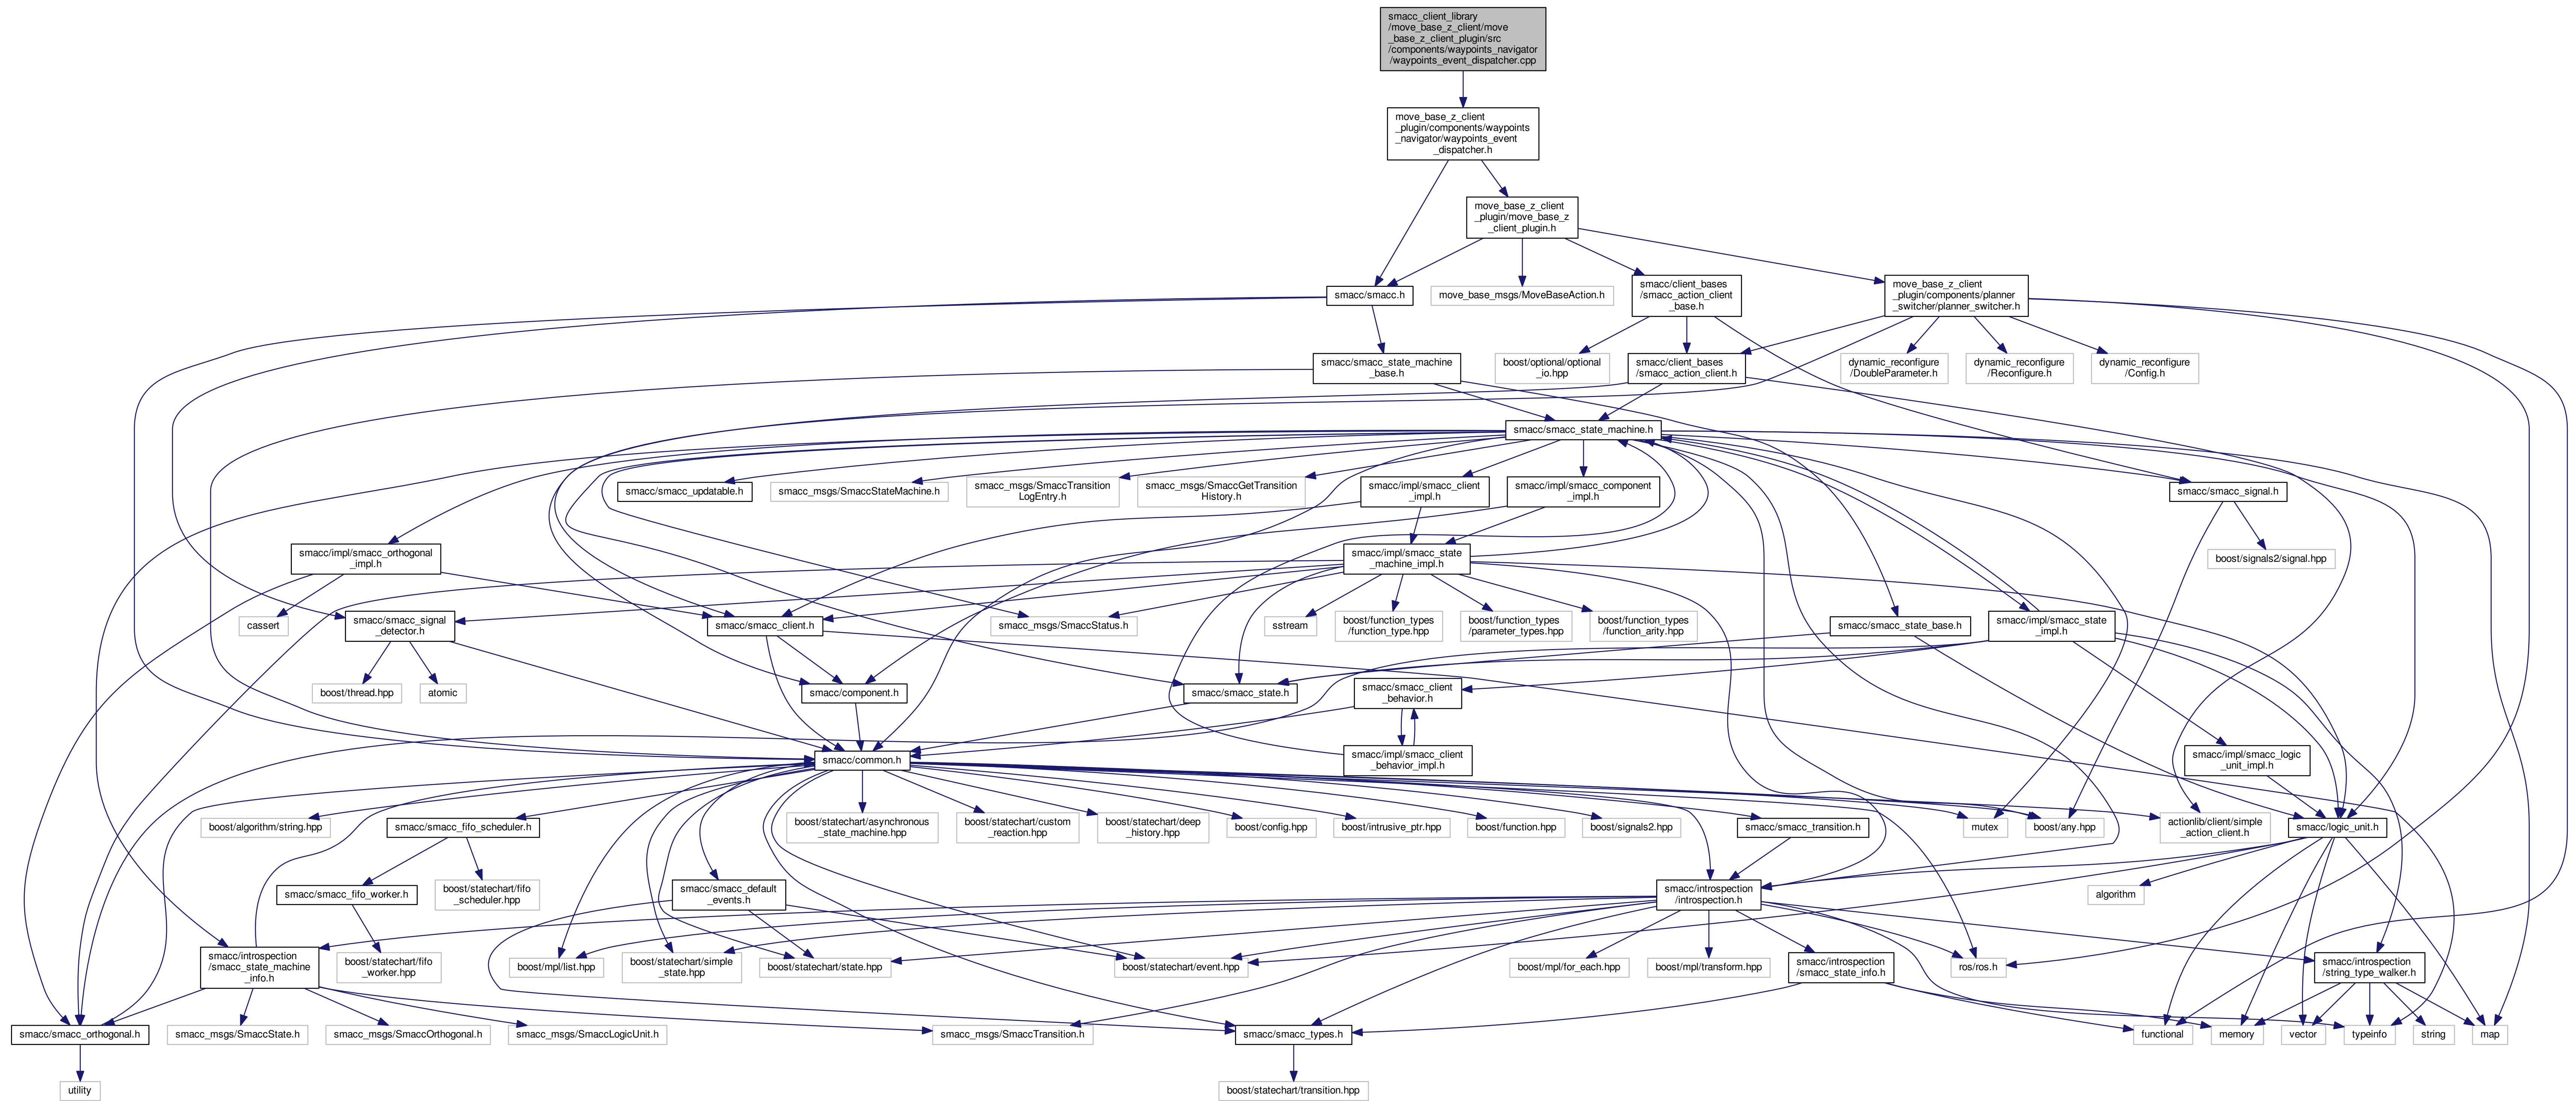 smacc_client_library
/move_base_z_client/move
_base_z_client_plugin/src
/components/waypoints_navigator
/waypoints_event_dispatcher.cpp
move_base_z_client
_plugin/components/waypoints
_navigator/waypoints_event
_dispatcher.h
move_base_z_client
_plugin/move_base_z
_client_plugin.h
smacc/smacc.h
move_base_msgs/MoveBaseAction.h
smacc/client_bases
/smacc_action_client
_base.h
move_base_z_client
_plugin/components/planner
_switcher/planner_switcher.h
smacc/smacc_state_machine
_base.h
boost/optional/optional
_io.hpp
smacc/client_bases
/smacc_action_client.h
dynamic_reconfigure
/DoubleParameter.h
dynamic_reconfigure
/Reconfigure.h
dynamic_reconfigure
/Config.h
smacc/smacc_state_machine.h
smacc/smacc_updatable.h
smacc_msgs/SmaccStateMachine.h
smacc_msgs/SmaccTransition
LogEntry.h
smacc_msgs/SmaccGetTransition
History.h
smacc/impl/smacc_client
_impl.h
smacc/impl/smacc_component
_impl.h
smacc/smacc_signal.h
smacc/impl/smacc_orthogonal
_impl.h
smacc/impl/smacc_state
_machine_impl.h
boost/signals2/signal.hpp
cassert
smacc/smacc_signal
_detector.h
smacc/smacc_client.h
smacc_msgs/SmaccStatus.h
sstream
boost/function_types
/function_type.hpp
boost/function_types
/parameter_types.hpp
boost/function_types
/function_arity.hpp
smacc/smacc_state_base.h
smacc/impl/smacc_state
_impl.h
boost/thread.hpp
atomic
smacc/component.h
smacc/smacc_state.h
smacc/smacc_client
_behavior.h
smacc/common.h
smacc/impl/smacc_client
_behavior_impl.h
smacc/impl/smacc_logic
_unit_impl.h
boost/algorithm/string.hpp
smacc/smacc_fifo_scheduler.h
boost/statechart/asynchronous
_state_machine.hpp
boost/statechart/custom
_reaction.hpp
boost/statechart/deep
_history.hpp
boost/config.hpp
boost/intrusive_ptr.hpp
boost/function.hpp
boost/signals2.hpp
smacc/smacc_transition.h
mutex
boost/any.hpp
actionlib/client/simple
_action_client.h
smacc/logic_unit.h
smacc/smacc_fifo_worker.h
boost/statechart/fifo
_scheduler.hpp
smacc/smacc_default
_events.h
smacc/introspection
/introspection.h
algorithm
smacc/introspection
/smacc_state_machine
_info.h
boost/statechart/fifo
_worker.hpp
boost/mpl/list.hpp
boost/statechart/simple
_state.hpp
boost/statechart/state.hpp
boost/statechart/event.hpp
boost/mpl/for_each.hpp
boost/mpl/transform.hpp
smacc/introspection
/smacc_state_info.h
ros/ros.h
smacc/introspection
/string_type_walker.h
smacc/smacc_orthogonal.h
smacc_msgs/SmaccState.h
smacc_msgs/SmaccOrthogonal.h
smacc_msgs/SmaccLogicUnit.h
smacc_msgs/SmaccTransition.h
smacc/smacc_types.h
functional
memory
vector
typeinfo
string
map
utility
boost/statechart/transition.hpp